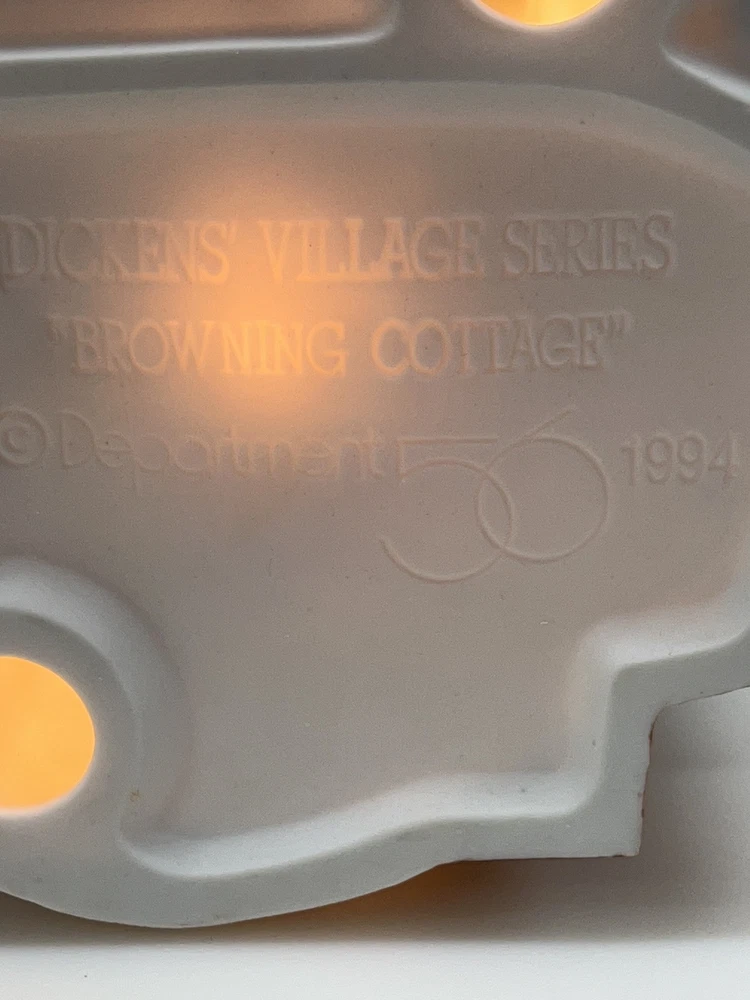 DICKENS' VILLAGE SERIES
"BROWNING COTTAGE"
© Department 56 1994